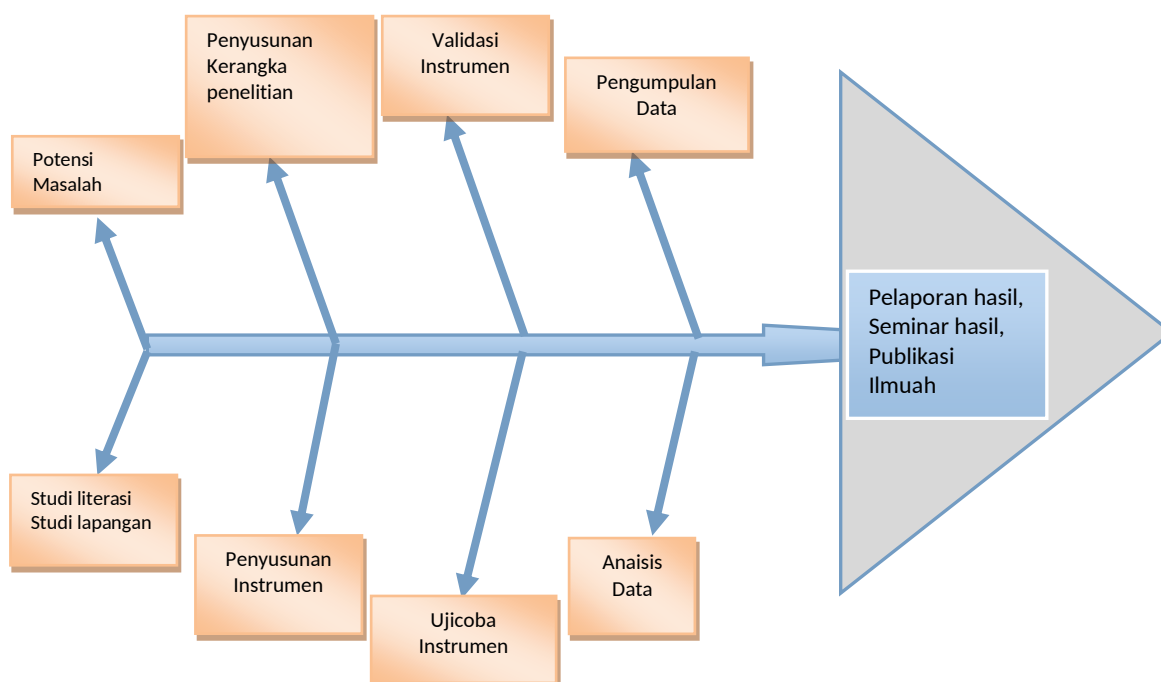 Penyusunan
Kerangka
penelitian
Validasi
Instrumen
Pengumpulan
Data
Potensi
Masalah
Pelaporan hasil,
Seminar hasil,
Publikasi
Ilmuah
Studi literasi
Studi lapangan
Penyusunan
Instrumen
Ujicoba
Instrumen
Anaisis
Data